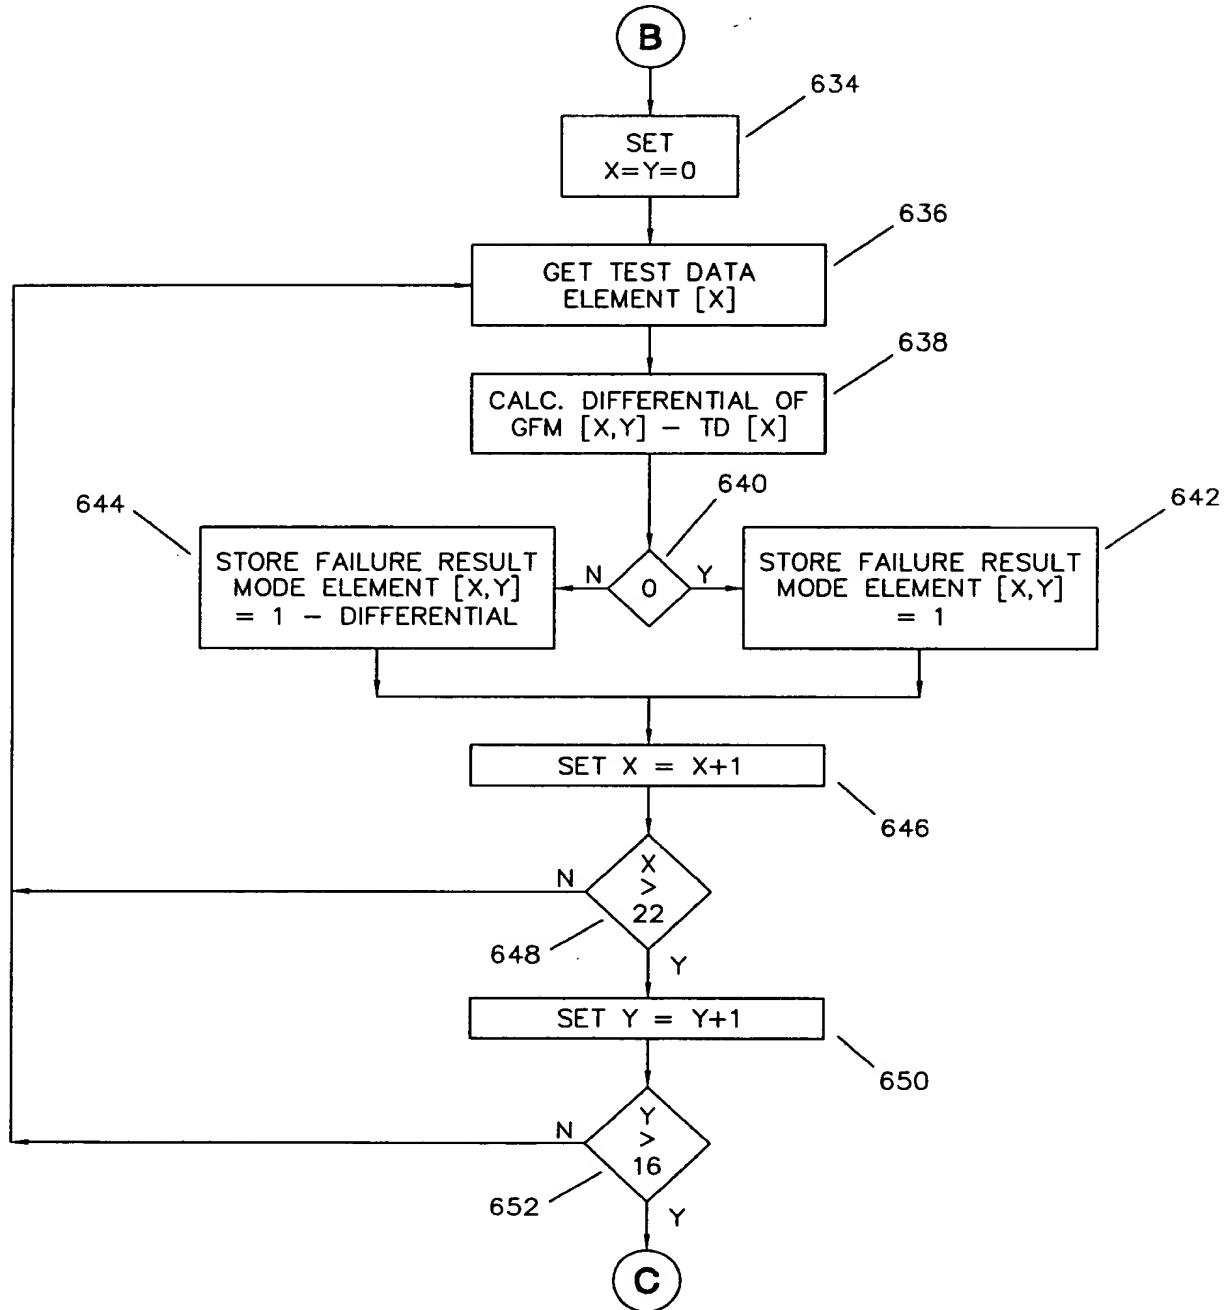 B
634
SET
X=Y=0
636
GET TEST DATA
ELEMENT [X]
638
CALC. DIFFERENTIAL OF
GFM [X,Y] – TD [X]
640
644
642
STORE FAILURE RESULT
MODE ELEMENT [X,Y]
= 1 – DIFFERENTIAL
N
0
Y
STORE FAILURE RESULT
MODE ELEMENT [X,Y]
= 1
SET X = X+1
646
N
X
>
22
648
Y
SET Y = Y+1
650
N
Y
>
16
652
Y
C